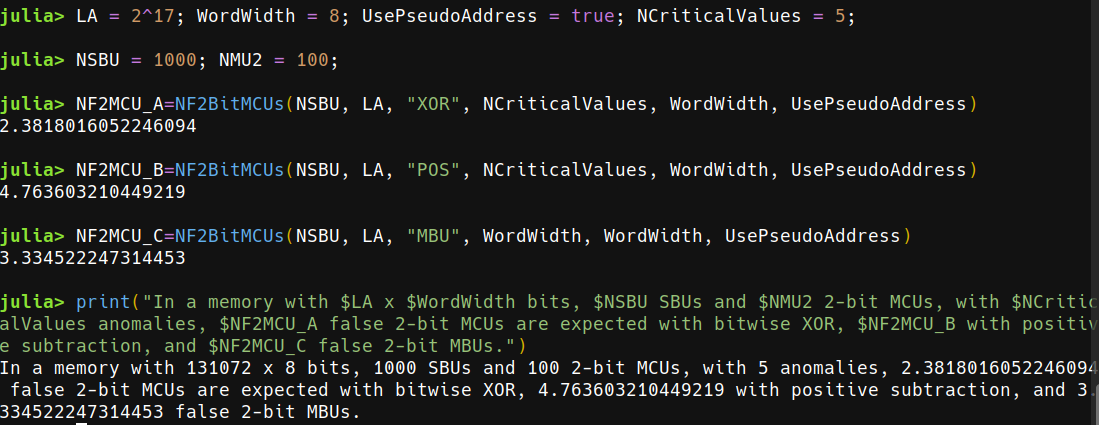 julia> LA = 2^17; WordWidth = 8; UsePseudoAddress = true; NCriticalValues = 5;
julia> NSBU = 1000; NMU2 = 100;
julia> NF2MCU_A=NF2BitMCUs(NSBU, LA, "XOR", NCriticalValues, WordWidth, UsePseudoAddress)
2.3818016052246094
julia> NF2MCU_B=NF2BitMCUs(NSBU, LA, "POS", NCriticalValues, WordWidth, UsePseudoAddress)
4.763603210449219
julia> NF2MCU_C=NF2BitMCUs(NSBU, LA, "MBU", WordWidth, WordWidth, UsePseudoAddress)
3.334522247314453
julia> print("In a memory with $LA x $WordWidth bits, $NSBU SBUs and $NMU2 2-bit MCUs, with $NCritic
alValues anomalies, $NF2MCU_A false 2-bit MCUs are expected with bitwise XOR, $NF2MCU_B with positiv
e subtraction, and $NF2MCU_C false 2-bit MBUs.")
In a memory with 131072 x 8 bits, 1000 SBUs and 100 2-bit MCUs, with 5 anomalies, 2.3818016052246094
false 2-bit MCUs are expected with bitwise XOR, 4.763603210449219 with positive subtraction, and 3.
334522247314453 false 2-bit MBUs.